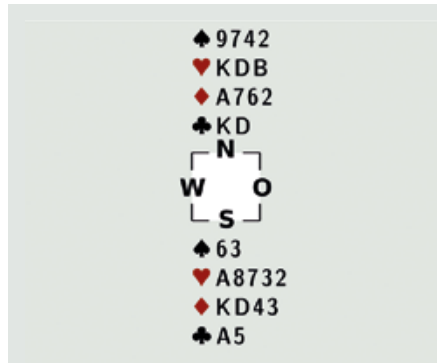 ♠ 9742
♥ KDB
♦ A762
♣ KD
N
W O
S
♠ 63
♥ A8732
♦ KD43
♣ A5